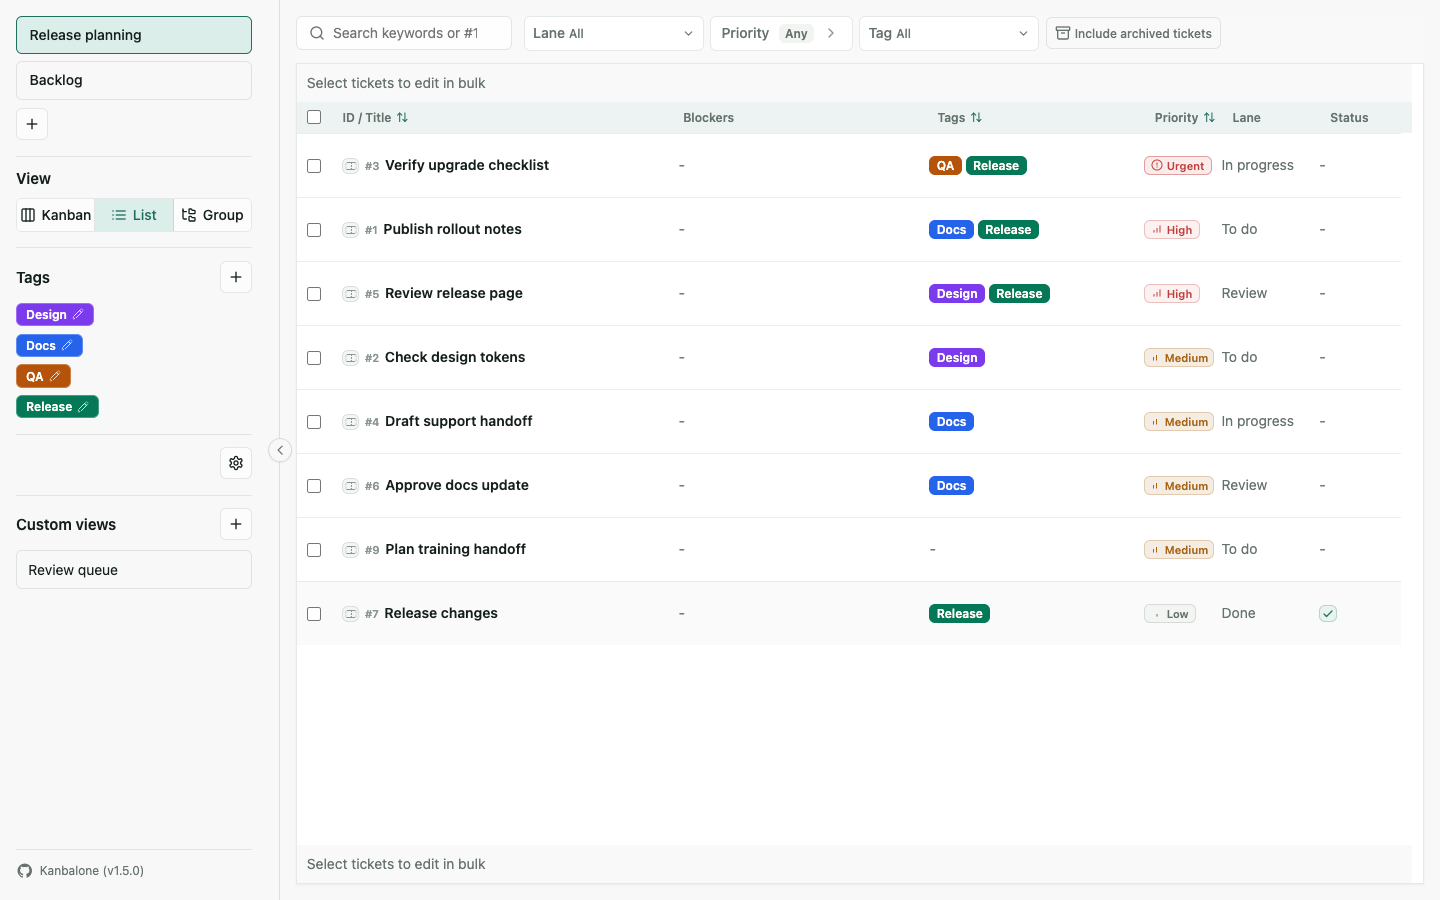 Release planning
Backlog
View
Kanban List Group
Tags
Design
Docs
QA
Release
Custom views
Review queue
Kanbalone (v1.5.0)
Search keywords or #1 Lane All Priority Any Tag All Include archived tickets
Select tickets to edit in bulk
ID / Title Blockers Tags Priority Lane Status
#3 Verify upgrade checklist - QA Release Urgent In progress -
#1 Publish rollout notes - Docs Release High To do -
#5 Review release page - Design Release High Review -
#2 Check design tokens - Design Medium To do -
#4 Draft support handoff - Docs Medium In progress -
#6 Approve docs update - Docs Medium Review -
#9 Plan training handoff - - Medium To do -
#7 Release changes - Release Low Done
Select tickets to edit in bulk